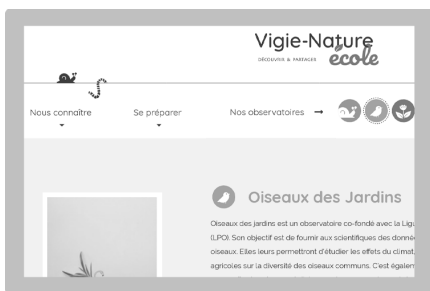 Vigie-Nature
école
DÉCOUVRIR & PARTAGER
Nous connaître
Se préparer
Nos observatoires →
Oiseaux des Jardins
Oiseaux des jardins est un observatoire co-fondé avec la Ligu
(LPO). Son objectif est de fournir aux scientifiques des donné
oiseaux. Elles leurs permettront d'étudier les effets du climat,
agricoles sur la diversité des oiseaux communs. C'est égalem